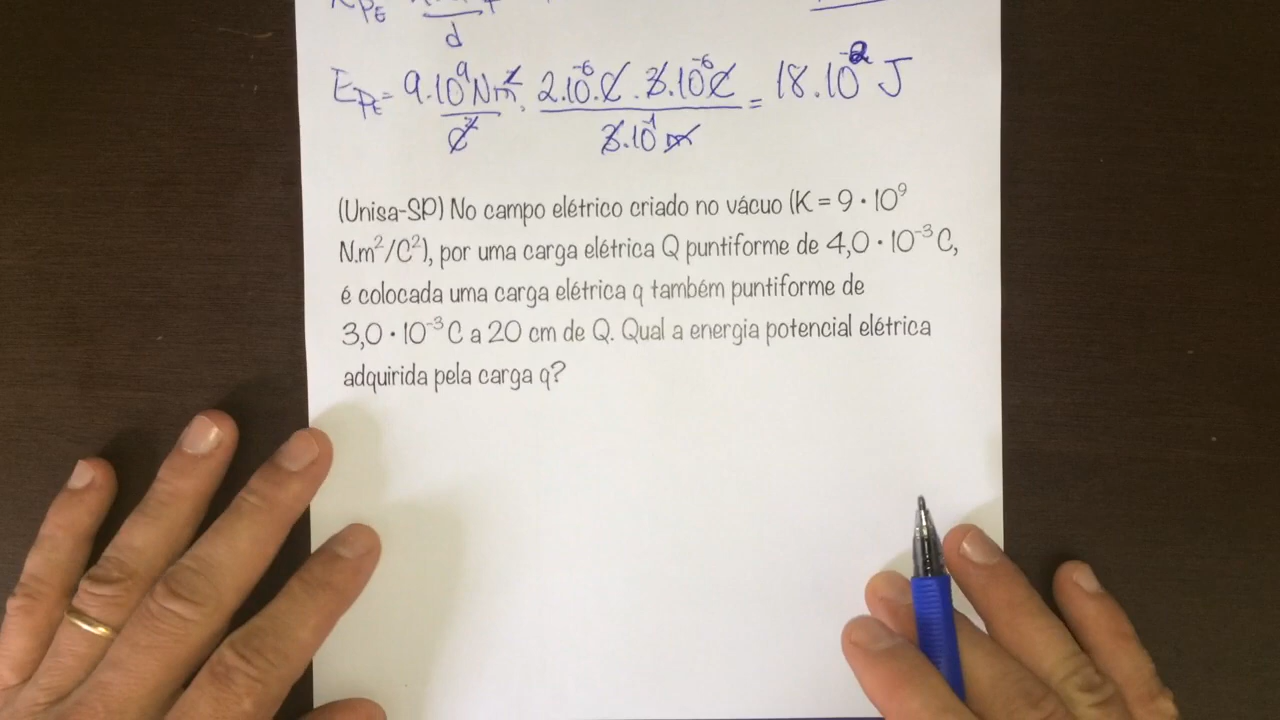 PE
d
E PE = 9.10⁹ Nm² / C² . 2.10⁻⁶ C . 3.10⁻⁶ C / 3.10⁻¹ m = 18.10⁻² J
(Unisa-SP) No campo elétrico criado no vácuo (K = 9 · 10⁹
N.m²/C²), por uma carga elétrica Q puntiforme de 4,0 · 10⁻³ C,
é colocada uma carga elétrica q também puntiforme de
3,0 · 10⁻³ C a 20 cm de Q. Qual a energia potencial elétrica
adquirida pela carga q?